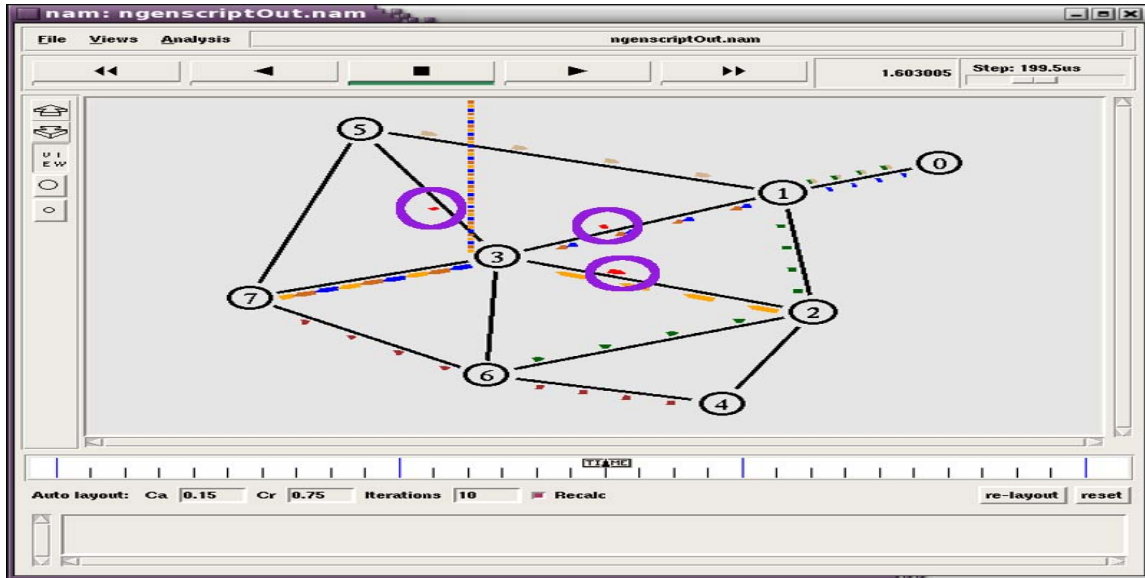 nam: ngenscriptOut.nam
File Views Analysis ngenscriptOut.nam
1.603005 Step: 199.5us
VIEW
5
0
1
3
7
2
6
4
TIME
Auto layout: Ca 0.15 Cr 0.75 Iterations 10 Recalc re-layout reset